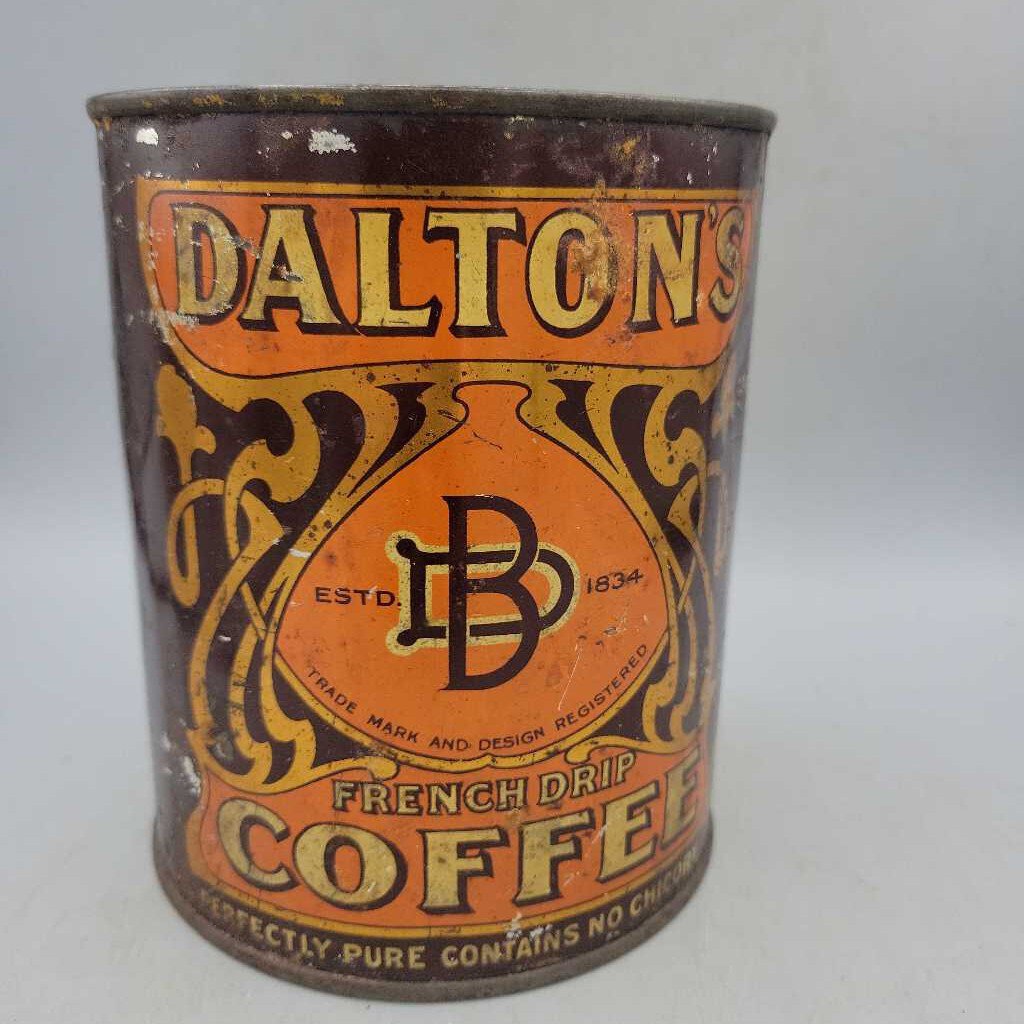 DALTON'S
ESTD. DB 1834
TRADE MARK AND DESIGN REGISTERED
FRENCH DRIP
COFFEE
PERFECTLY PURE CONTAINS NO